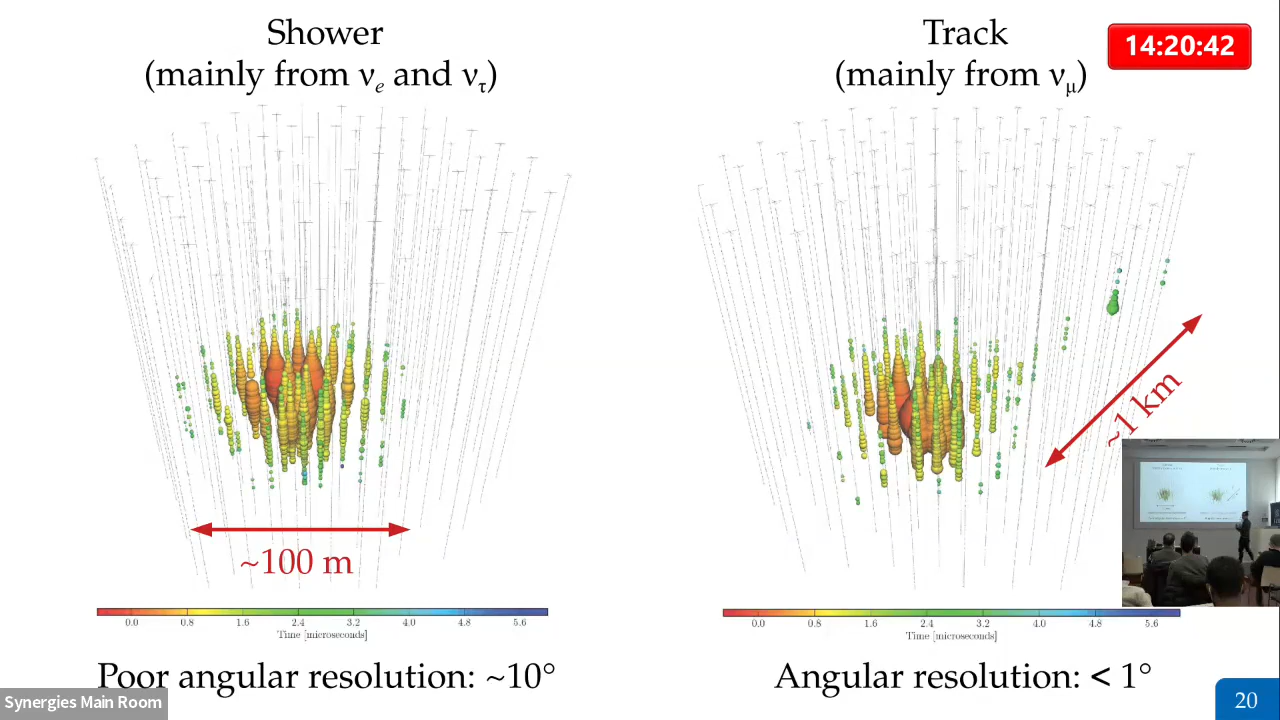 Shower
(mainly from νe and ντ)
Track
(mainly from νμ)
14:20:42
~100 m
~1 km
0.0 0.8 1.6 2.4 3.2 4.0 4.8 5.6
Time [microseconds]
0.0 0.8 1.6 2.4 3.2 4.0 4.8 5.6
Time [microseconds]
Poor angular resolution: ~10°
Angular resolution: < 1°
Synergies Main Room
20